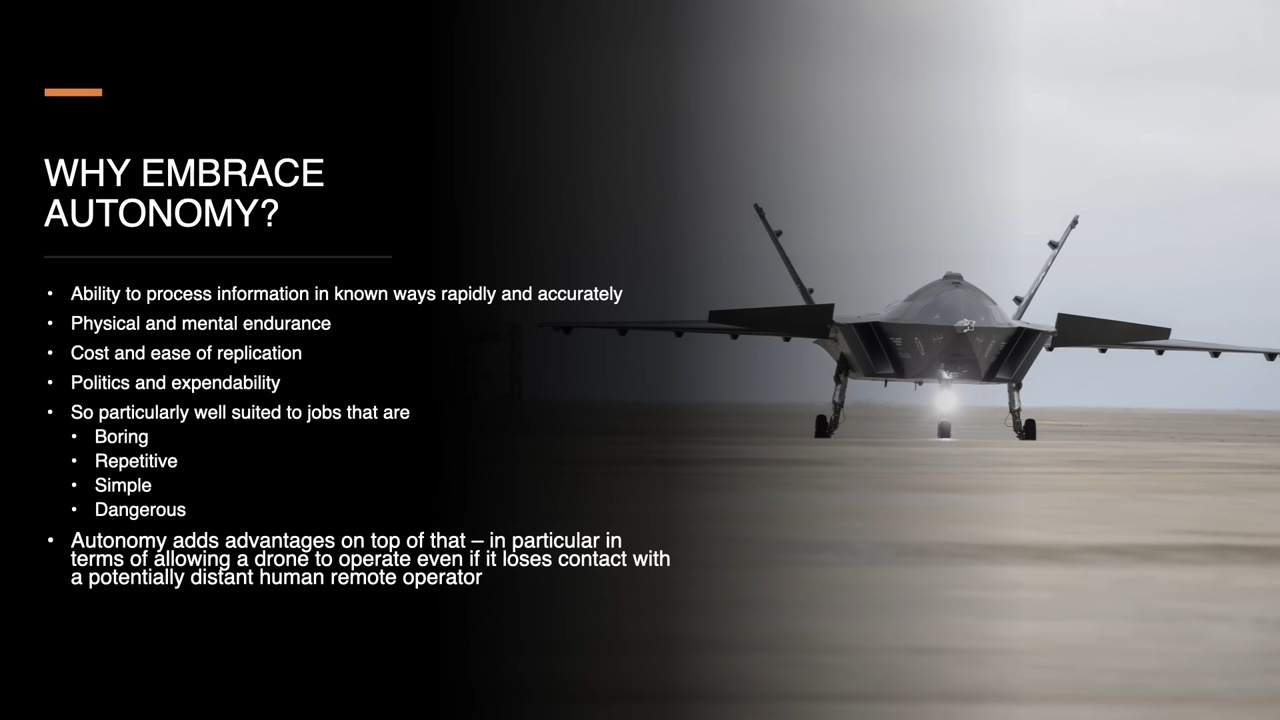 WHY EMBRACE
AUTONOMY?
• Ability to process information in known ways rapidly and accurately
• Physical and mental endurance
• Cost and ease of replication
• Politics and expendability
• So particularly well suited to jobs that are
• Boring
• Repetitive
• Simple
• Dangerous
• Autonomy adds advantages on top of that – in particular in
terms of allowing a drone to operate even if it loses contact with
a potentially distant human remote operator